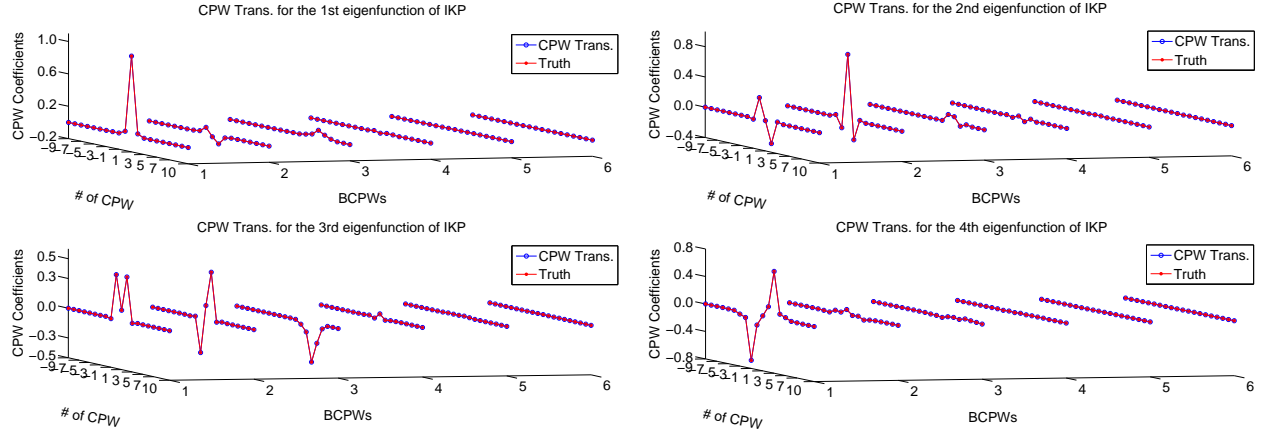 CPW Trans. for the 1st eigenfunction of IKP
CPW Trans.
Truth
CPW Coefficients
1.0
0.6
0.2
−0.2
−9−7−5−3−1 1 3 5 7 10
# of CPW
1 2 3 4 5 6
BCPWs
CPW Trans. for the 2nd eigenfunction of IKP
CPW Trans.
Truth
CPW Coefficients
0.8
0.4
0.0
−0.4
−9−7−5−3−1 1 3 5 7 10
# of CPW
1 2 3 4 5 6
BCPWs
CPW Trans. for the 3rd eigenfunction of IKP
CPW Trans.
Truth
CPW Coefficients
0.5
0.3
0.0
−0.3
−0.5
−9−7−5−3−1 1 3 5 7 10
# of CPW
1 2 3 4 5 6
BCPWs
CPW Trans. for the 4th eigenfunction of IKP
CPW Trans.
Truth
CPW Coefficients
0.8
0.4
0.0
−0.4
−0.8
−9−7−5−3−1 1 3 5 7 10
# of CPW
1 2 3 4 5 6
BCPWs